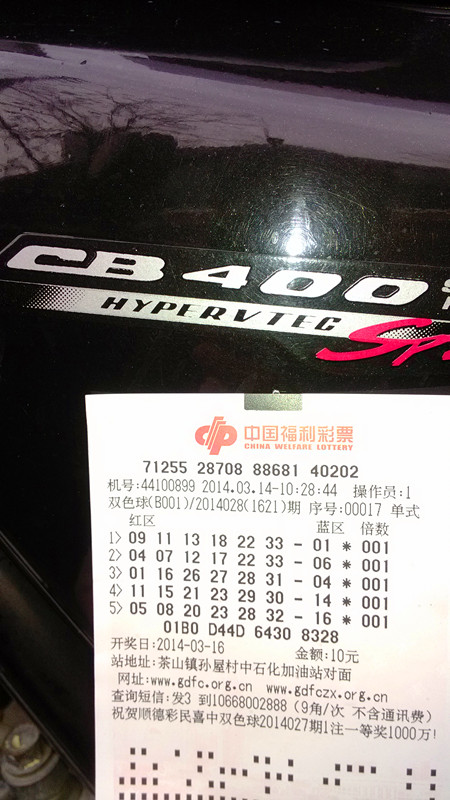 CB400
HYPERVTEC
中国福利彩票
CHINA WELFARE LOTTERY
71255 28708 88681 40202
机号:44100899 2014.03.14-10:28:44 操作员:1
双色球(B001)/2014028(1621)期 序号:00017 单式
红区 蓝区 倍数
1> 09 11 13 18 22 33 - 01 * 001
2> 04 07 12 17 22 33 - 06 * 001
3> 01 16 26 27 28 31 - 04 * 001
4> 11 15 21 23 29 30 - 14 * 001
5> 05 08 20 23 28 32 - 16 * 001
01B0 D44D 6430 8328
开奖日:2014-03-16 金额:10元
站地址:茶山镇孙屋村中石化加油站对面
网址:www.gdfc.org.cn www.gdfczx.org.cn
查询短信:发3 到10668002888 (9角/次 不含通讯费)
祝贺顺德彩民喜中双色球2014027期1注一等奖1000万!